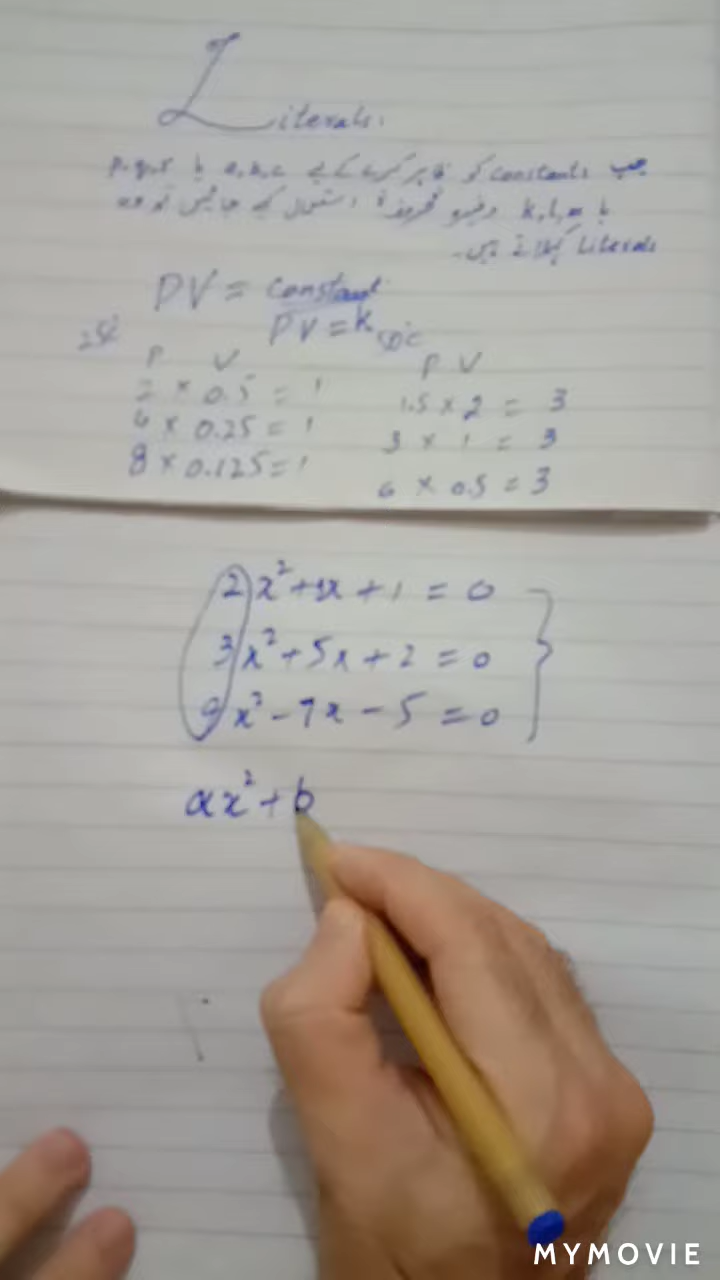 Literals.
جب constants کو ظاہر کرنے کے لیے a,b,c یا p,q,r
یا k,l,m وغیرہ حروف استعمال کیے جائیں تو وہ
Literals کہلاتے ہیں۔
PV = constant
PV = K
P V
2 × 0.5 = 1
× 0.25 = 1
8 × 0.125 = 1
P V
1.5 × 2 = 3
3 × 1 = 3
6 × 0.5 = 3
2x² + x + 1 = 0
3x² + 5x + 2 = 0
9x² - 7x - 5 = 0
ax² + b
MYMOVIE